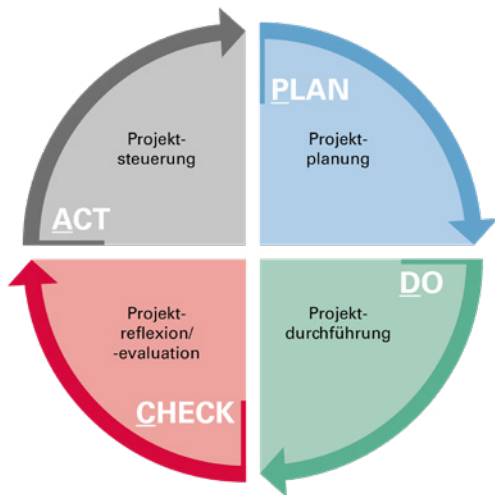 PLAN
Projekt-
planung
DO
Projekt-
durchführung
CHECK
Projekt-
reflexion/
-evaluation
ACT
Projekt-
steuerung